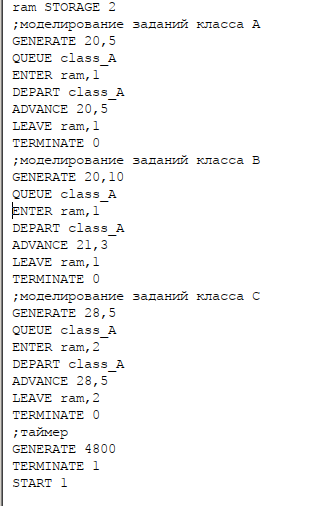 ram STORAGE 2
;моделирование заданий класса A
GENERATE 20,5
QUEUE class_A
ENTER ram,1
DEPART class_A
ADVANCE 20,5
LEAVE ram,1
TERMINATE 0
;моделирование заданий класса B
GENERATE 20,10
QUEUE class_A
ENTER ram,1
DEPART class_A
ADVANCE 21,3
LEAVE ram,1
TERMINATE 0
;моделирование заданий класса C
GENERATE 28,5
QUEUE class_A
ENTER ram,2
DEPART class_A
ADVANCE 28,5
LEAVE ram,2
TERMINATE 0
;таймер
GENERATE 4800
TERMINATE 1
START 1